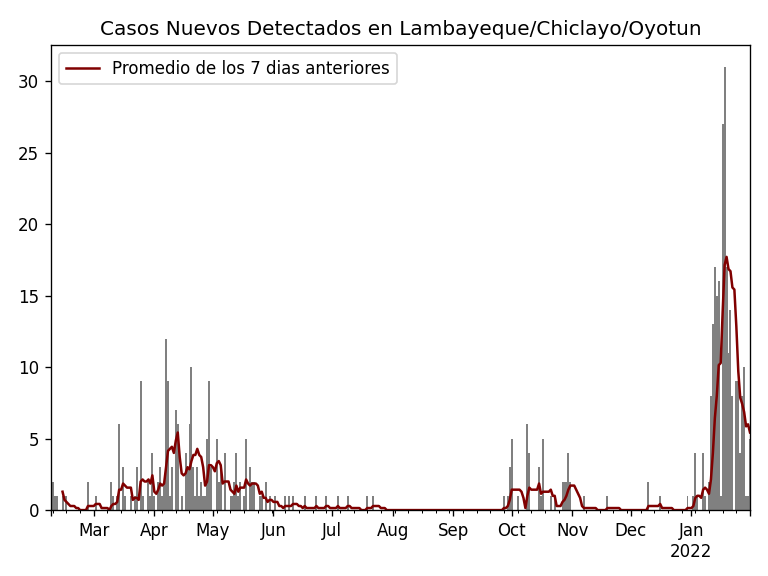 Casos Nuevos Detectados en Lambayeque/Chiclayo/Oyotun
Promedio de los 7 dias anteriores
30
25
20
15
10
5
0
Mar Apr May Jun Jul Aug Sep Oct Nov Dec Jan
2022